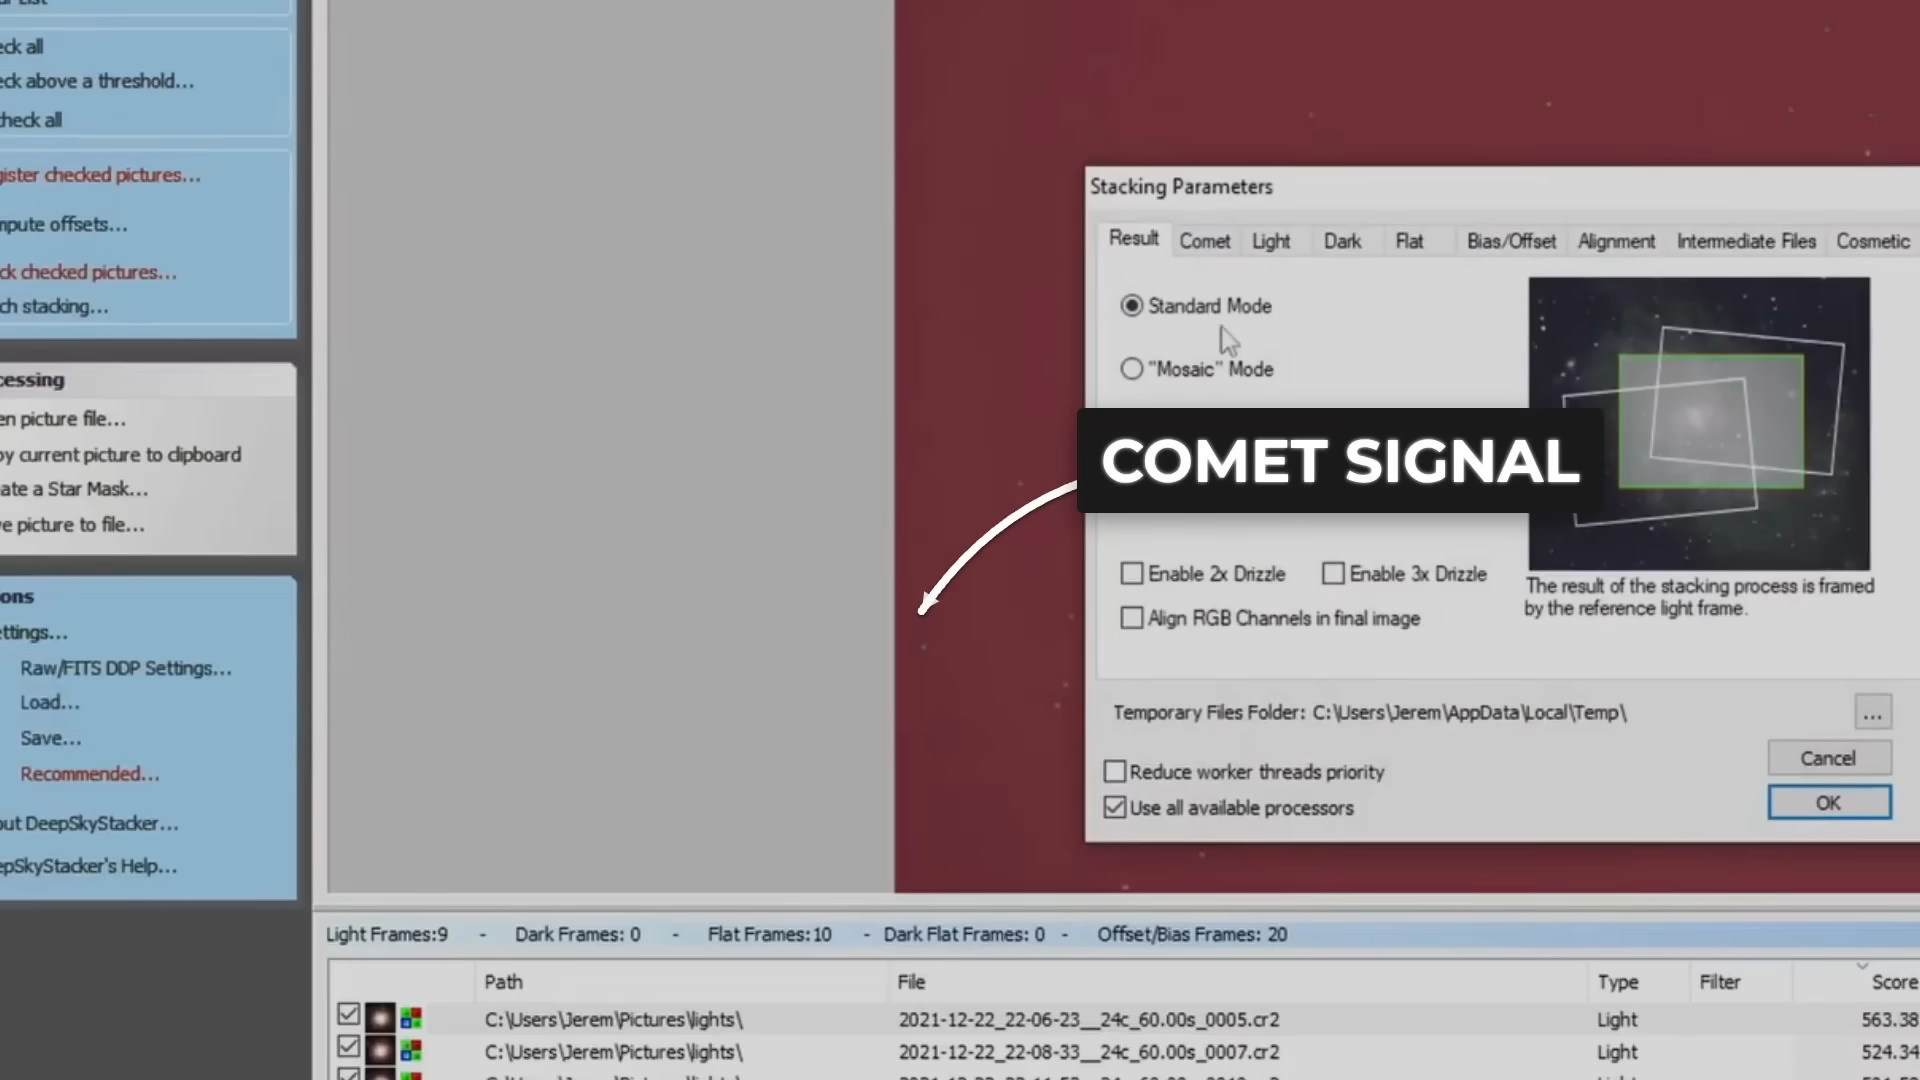 eck all
eck above a threshold...
check all
gister checked pictures...
mpute offsets...
ck checked pictures...
ch stacking...
cessing
en picture file...
py current picture to clipboard
ate a Star Mask...
ve picture to file...
ons
ettings...
Raw/FITS DDP Settings...
Load...
Save...
Recommended...
out DeepSkyStacker...
epSkyStacker's Help...
Stacking Parameters
Result Comet Light Dark Flat Bias/Offset Alignment Intermediate Files Cosmetic
Standard Mode
"Mosaic" Mode
COMET SIGNAL
Enable 2x Drizzle Enable 3x Drizzle
Align RGB Channels in final image
The result of the stacking process is framed
by the reference light frame.
Temporary Files Folder: C:\Users\Jerem\AppData\Local\Temp\
...
Reduce worker threads priority
Use all available processors
Cancel
OK
Light Frames:9 - Dark Frames: 0 - Flat Frames:10 - Dark Flat Frames: 0 - Offset/Bias Frames: 20
Path File Type Filter Score
C:\Users\Jerem\Pictures\lights\ 2021-12-22_22-06-23__24c_60.00s_0005.cr2 Light 563.38
C:\Users\Jerem\Pictures\lights\ 2021-12-22_22-08-33__24c_60.00s_0007.cr2 Light 524.34